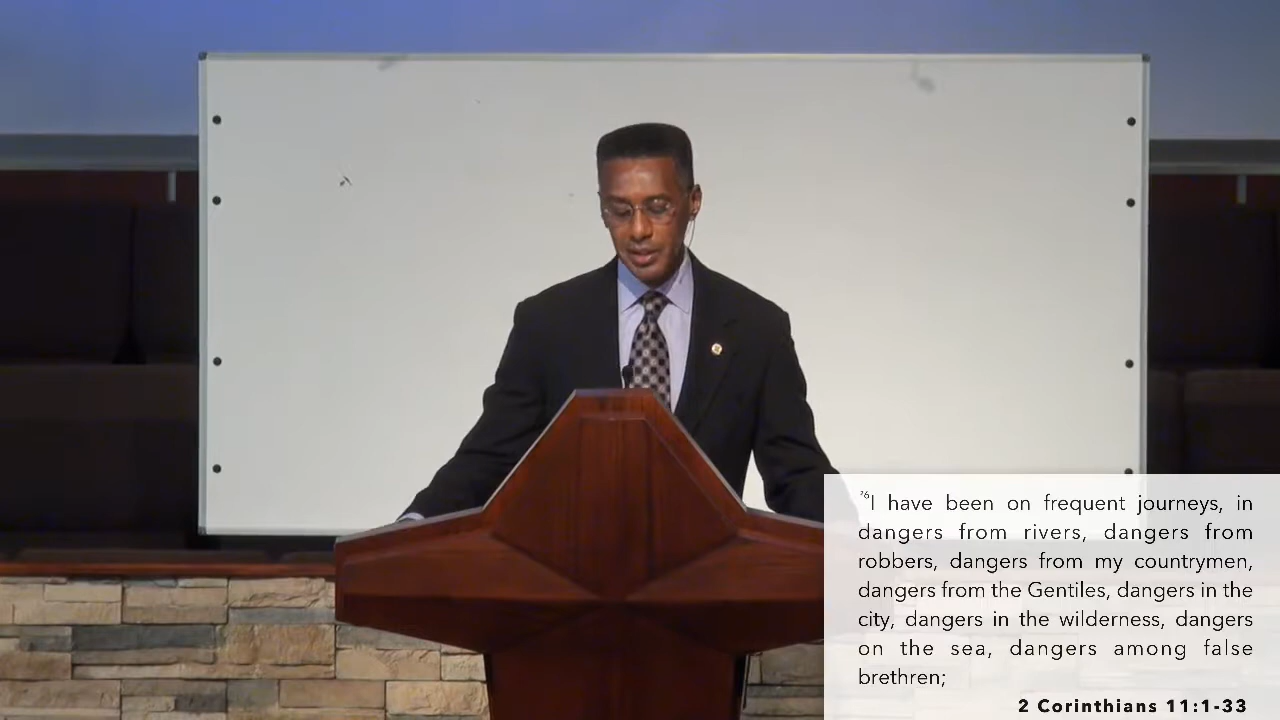 ²⁶I have been on frequent journeys, in
dangers from rivers, dangers from
robbers, dangers from my countrymen,
dangers from the Gentiles, dangers in the
city, dangers in the wilderness, dangers
on the sea, dangers among false
brethren;
2 Corinthians 11:1-33